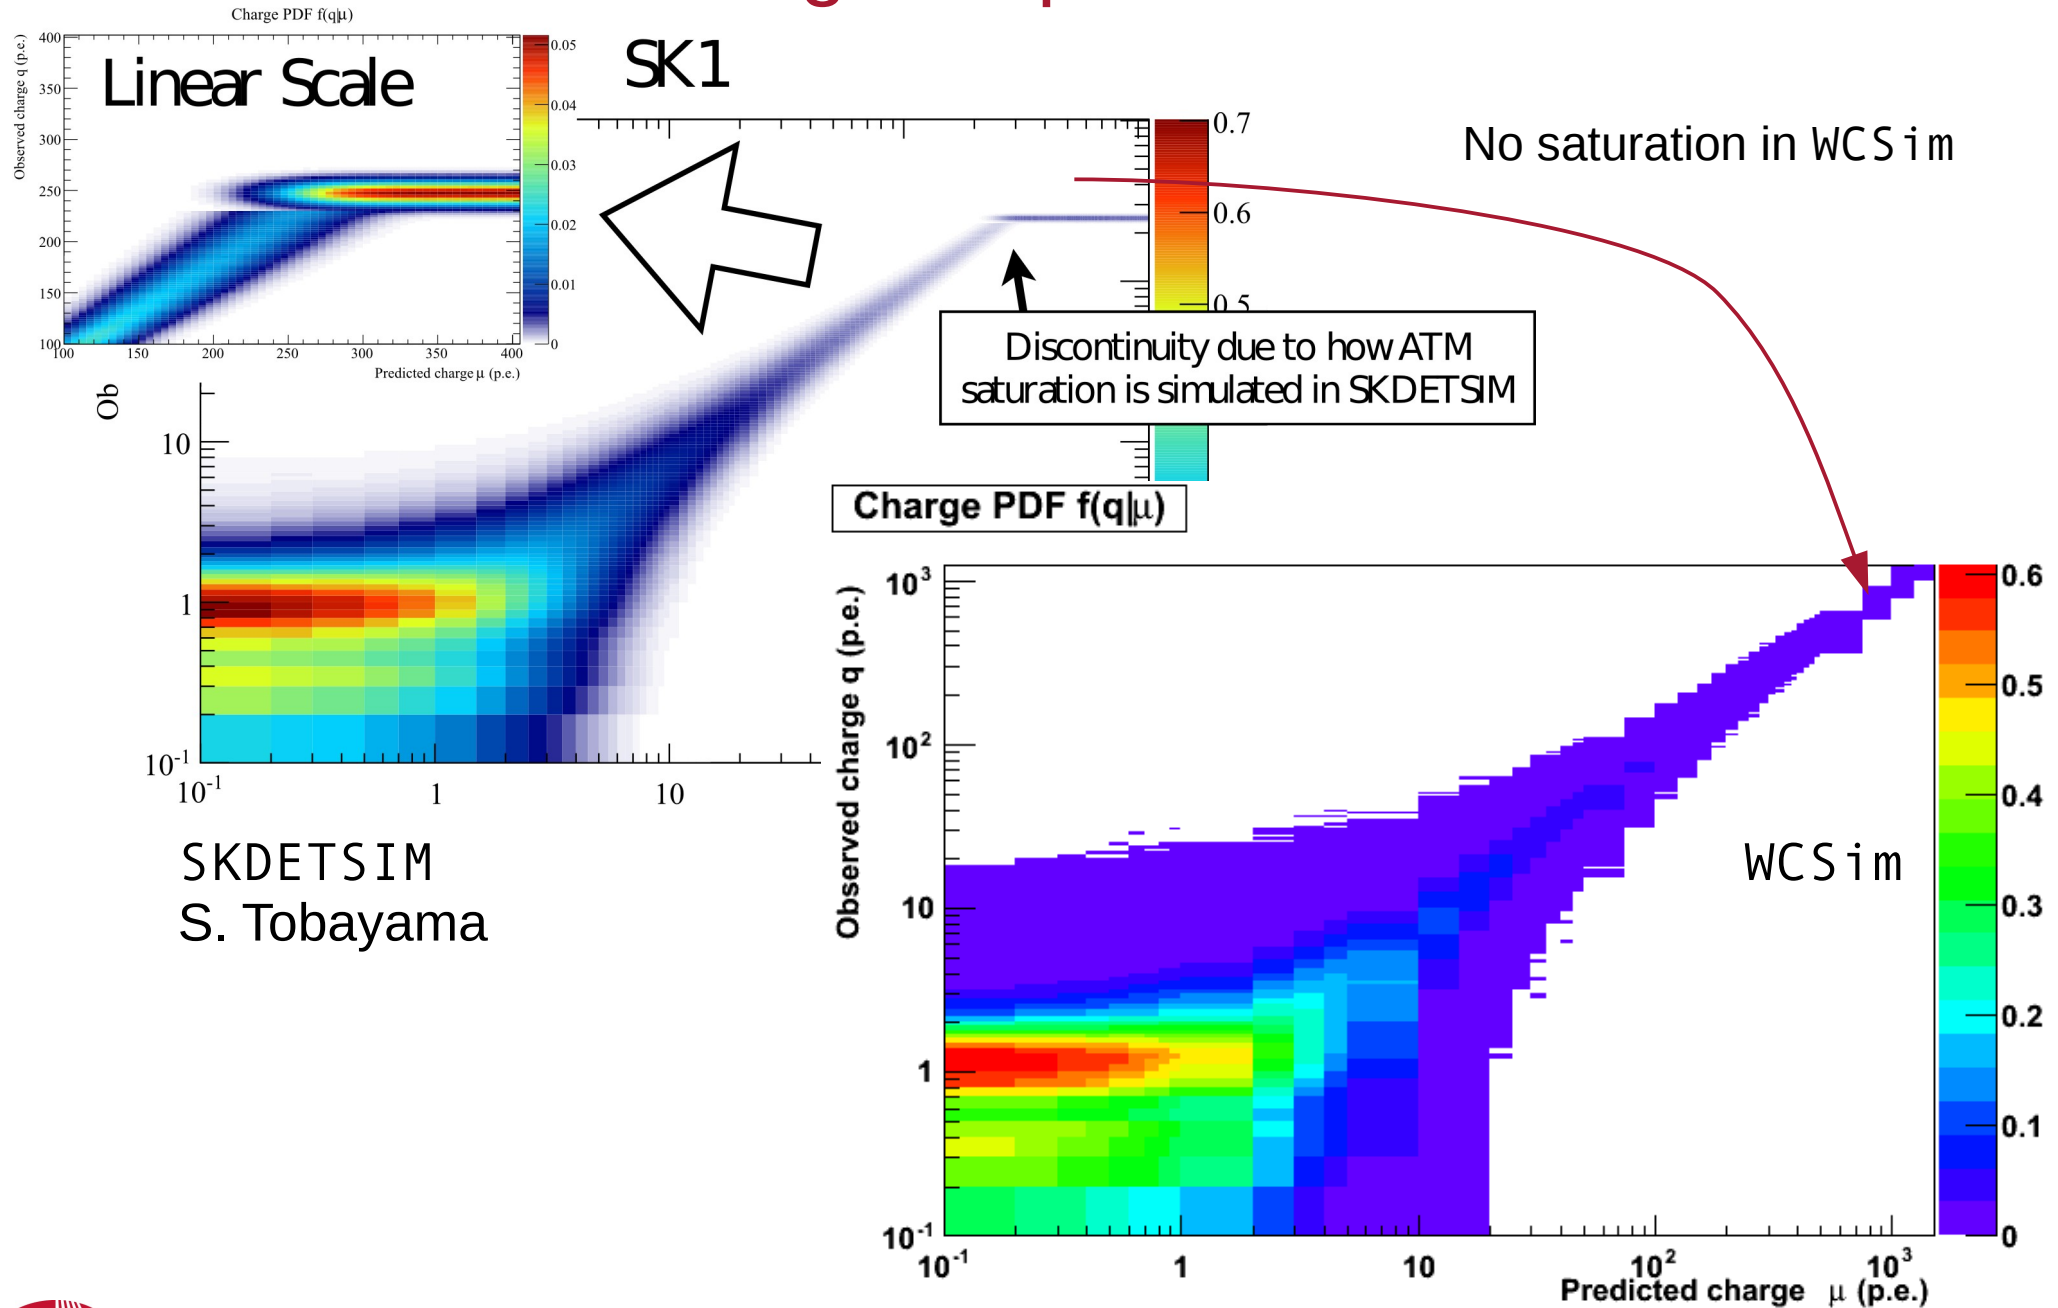 Charge PDF f(q|μ)
Observed charge q (p.e.)
400
350
300
250
200
150
100
100 150 200 250 300 350 400
Predicted charge μ (p.e.)
0.05
0.04
0.03
0.02
0.01
0
Linear Scale
SK1
No saturation in WCSim
0.7
0.6
0.5
Discontinuity due to how ATM
saturation is simulated in SKDETSIM
Ob
10
1
10⁻¹
10⁻¹ 1 10
SKDETSIM
S. Tobayama
Charge PDF f(q|μ)
Observed charge q (p.e.)
10³
10²
10
1
10⁻¹
10⁻¹ 1 10 10² 10³
Predicted charge μ (p.e.)
WCSim
0.6
0.5
0.4
0.3
0.2
0.1
0